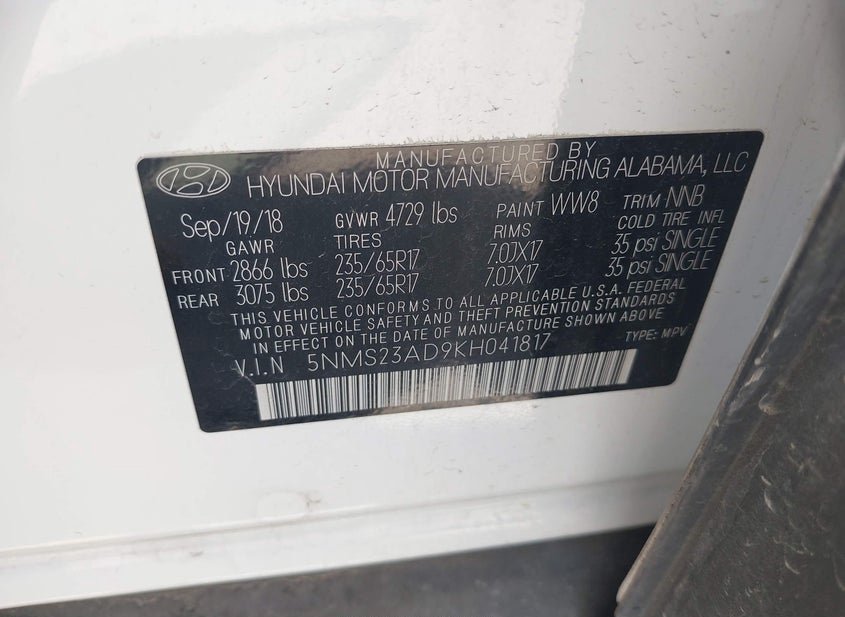 MANUFACTURED BY
HYUNDAI MOTOR MANUFACTURING ALABAMA, LLC
Sep/19/18 GVWR 4729 lbs PAINT WW8 TRIM NNB
GAWR TIRES RIMS COLD TIRE INFL
FRONT 2866 lbs 235/65R17 7.0JX17 35 psi SINGLE
REAR 3075 lbs 235/65R17 7.0JX17 35 psi SINGLE
THIS VEHICLE CONFORMS TO ALL APPLICABLE U.S.A. FEDERAL
MOTOR VEHICLE SAFETY AND THEFT PREVENTION STANDARDS
IN EFFECT ON THE DATE OF MANUFACTURE SHOWN ABOVE
V.I.N 5NMS23AD9KH041817 TYPE: MPV